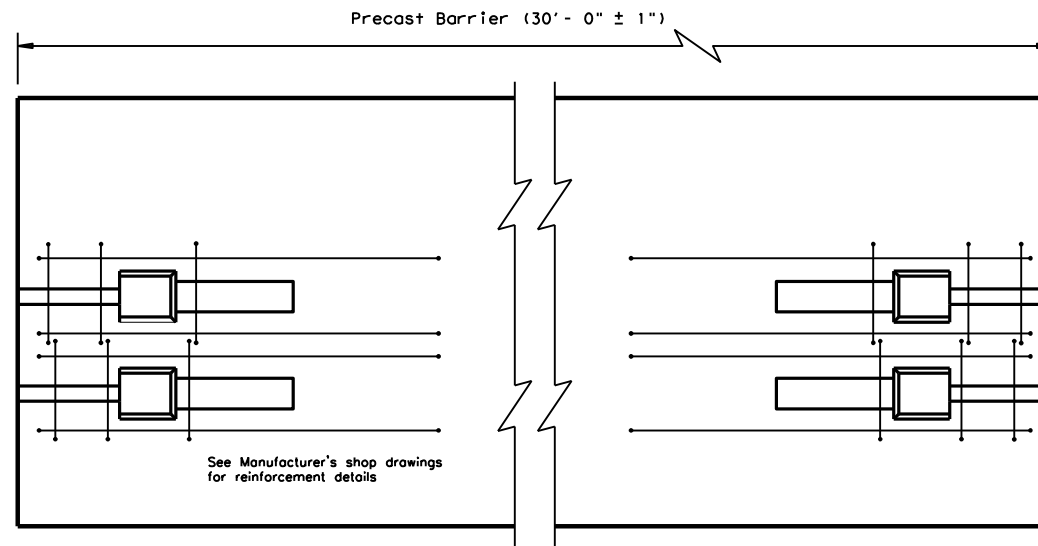 Precast Barrier (30'- 0" ± 1")
See Manufacturer's shop drawings
for reinforcement details